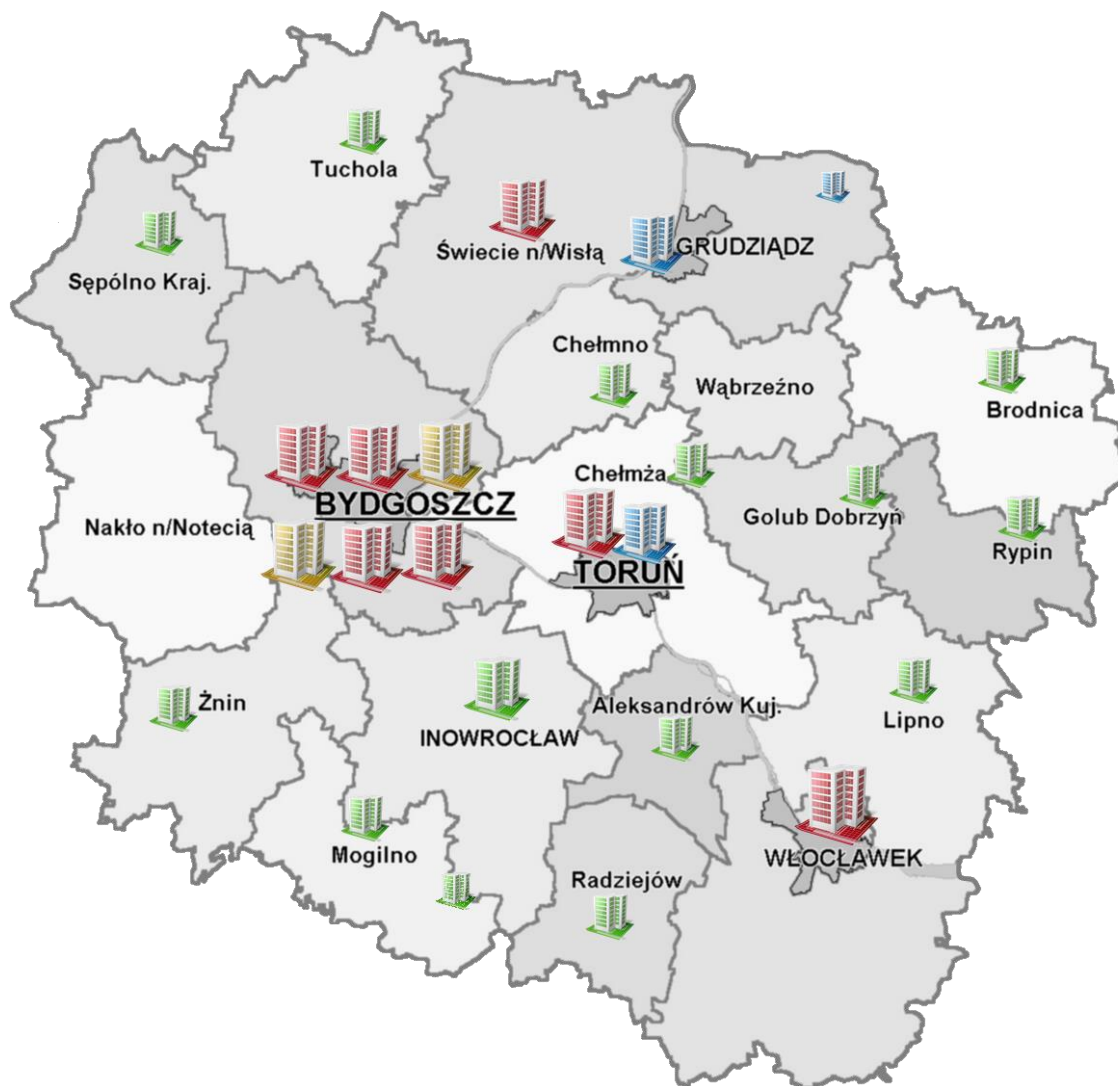 Tuchola
Świecie n/Wisłą
GRUDZIĄDZ
Sępólno Kraj.
Chełmno
Wąbrzeźno
Brodnica
Chełmża
BYDGOSZCZ
Golub Dobrzyń
Nakło n/Notecią
Rypin
TORUŃ
Żnin
Aleksandrów Kuj.
Lipno
INOWROCŁAW
Mogilno
WŁOCŁAWEK
Radziejów